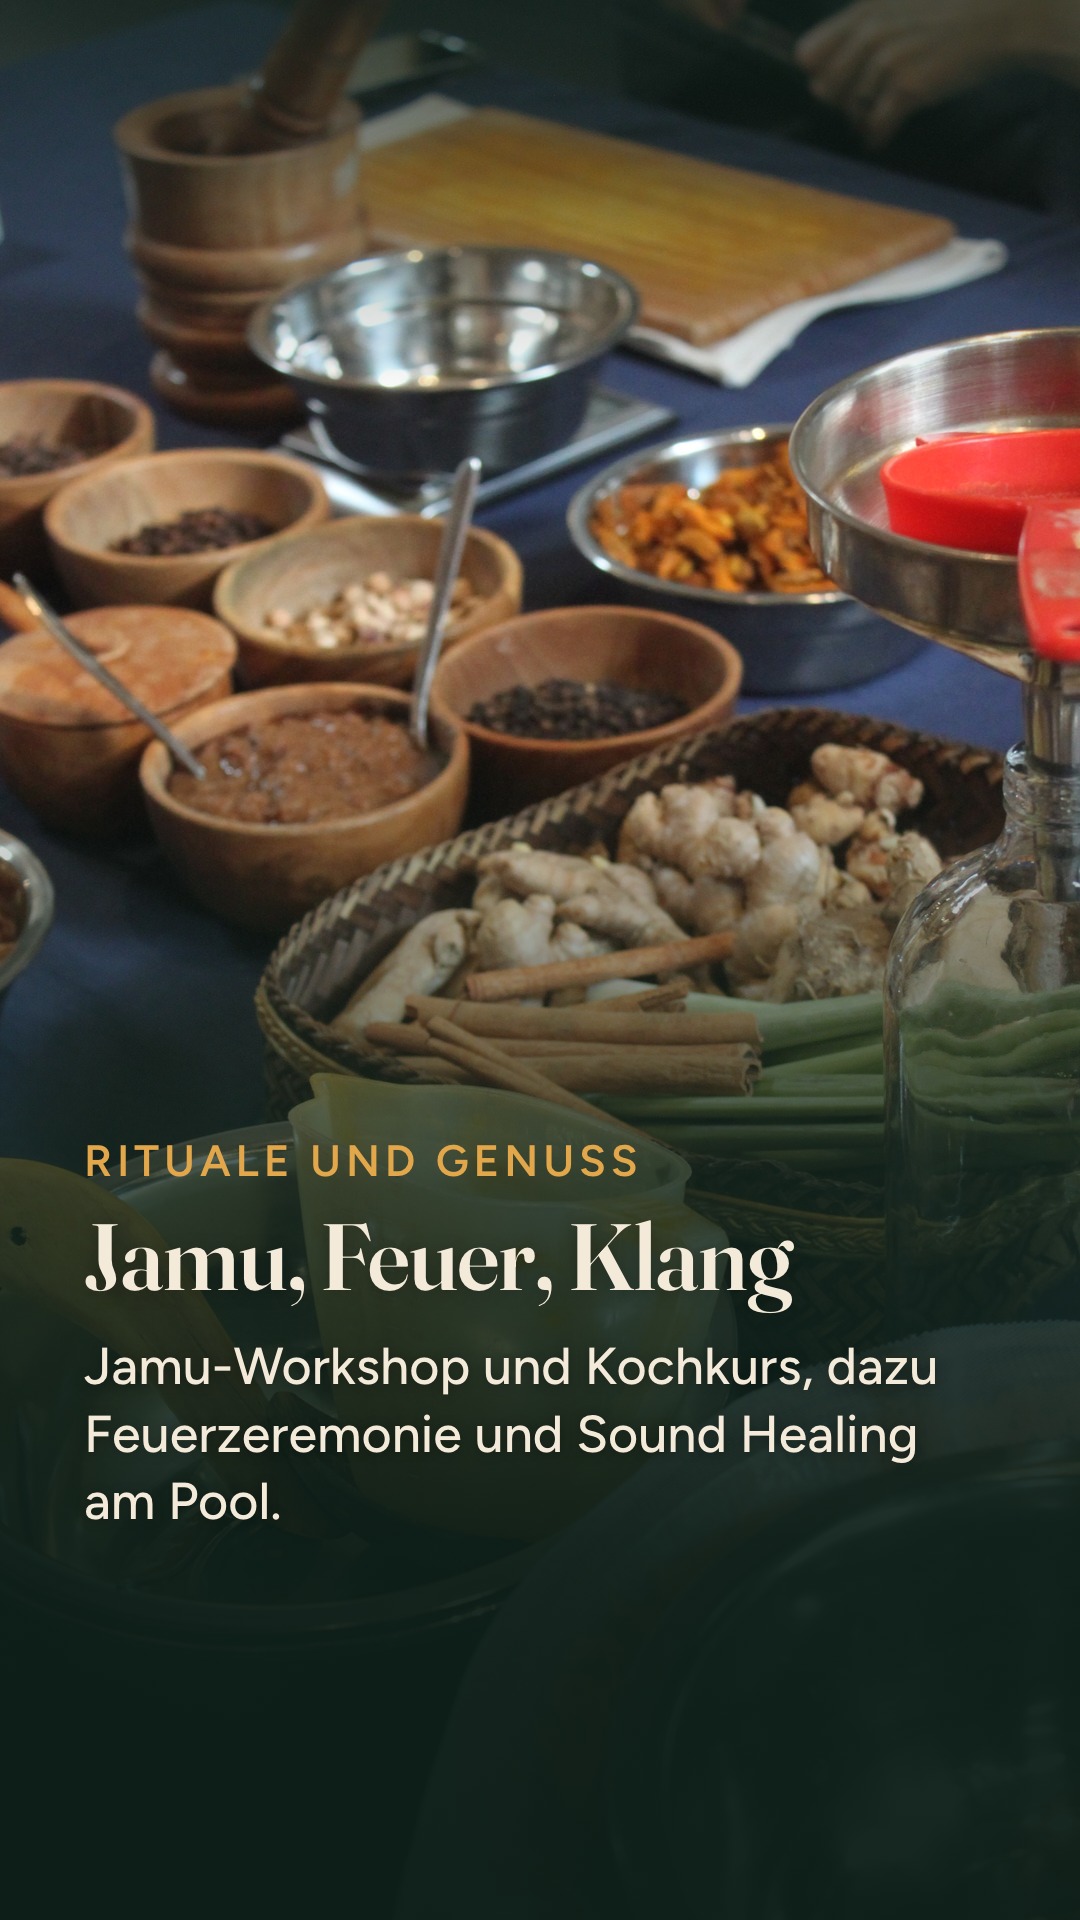 RITUALE UND GENUSS
Jamu, Feuer, Klang
Jamu-Workshop und Kochkurs, dazu
Feuerzeremonie und Sound Healing
am Pool.